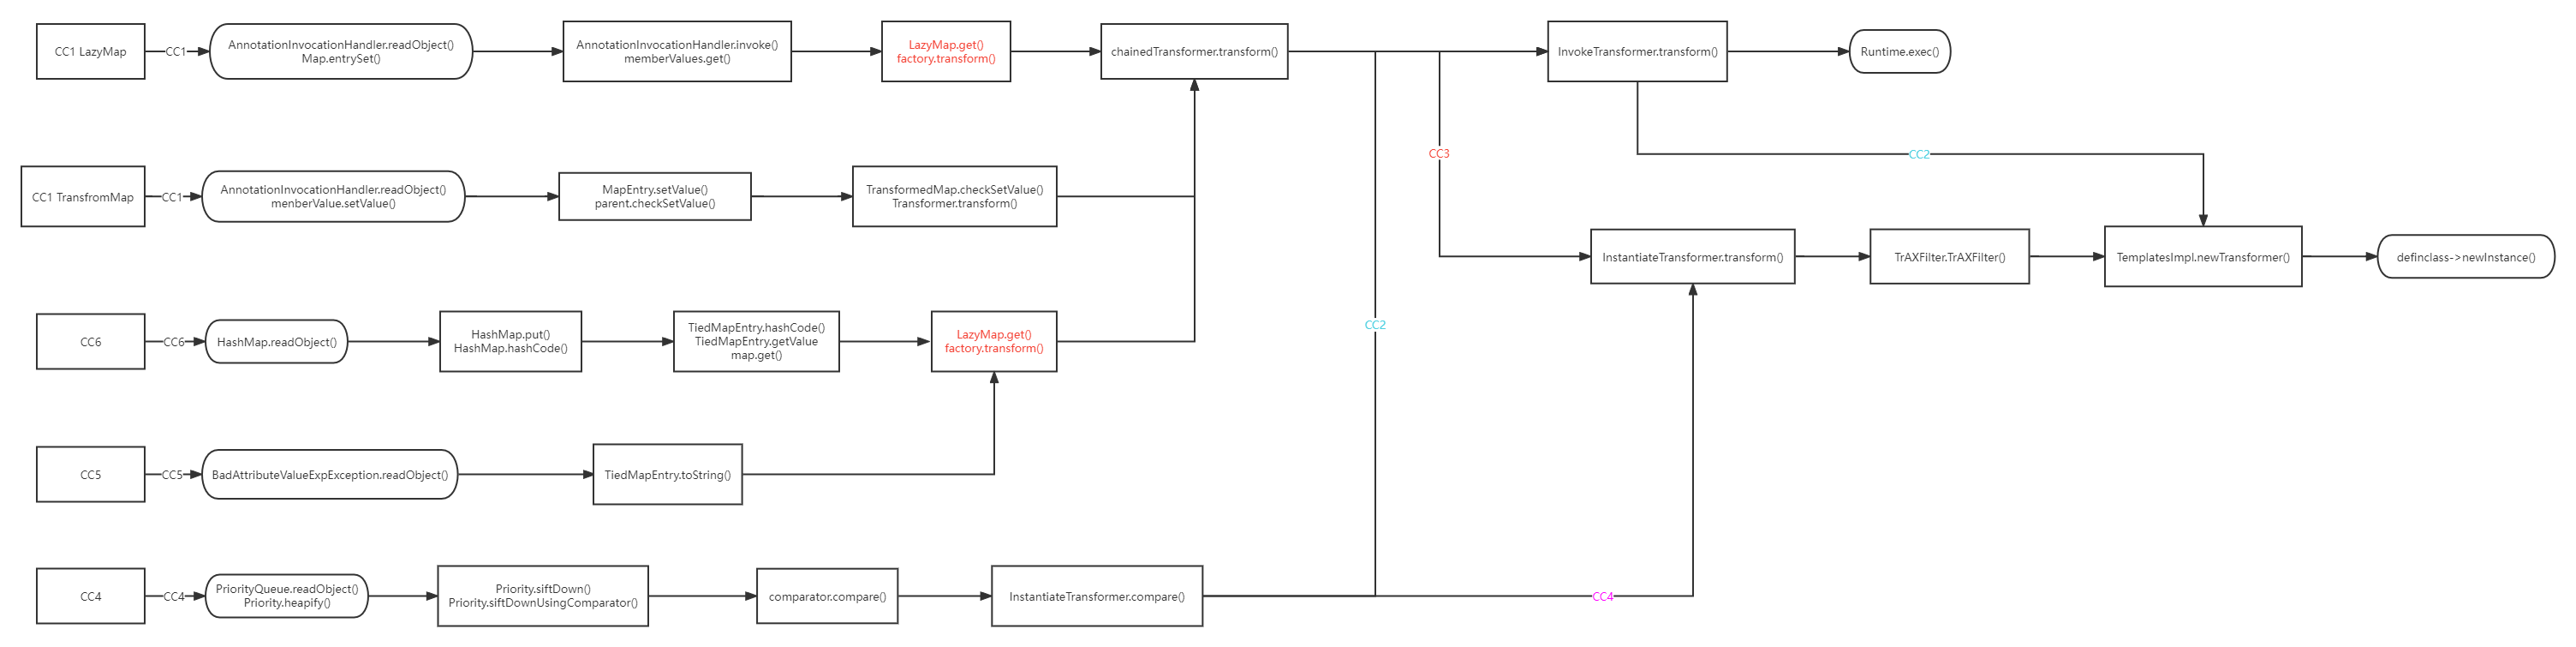 CC1 LazyMap
CC1
AnnotationInvocationHandler.readObject()
Map.entrySet()
AnnotationInvocationHandler.invoke()
memberValues.get()
LazyMap.get()
factory.transform()
chainedTransformer.transform()
InvokeTransformer.transform()
Runtime.exec()
CC3
CC2
CC1 TransfromMap
CC1
AnnotationInvocationHandler.readObject()
menberValue.setValue()
MapEntry.setValue()
parent.checkSetValue()
TransformedMap.checkSetValue()
Transformer.transform()
InstantiateTransformer.transform()
TrAXFilter.TrAXFilter()
TemplatesImpl.newTransformer()
definclass->newInstance()
CC6
CC6
HashMap.readObject()
HashMap.put()
HashMap.hashCode()
TiedMapEntry.hashCode()
TiedMapEntry.getValue
map.get()
LazyMap.get()
factory.transform()
CC2
CC5
CC5
BadAttributeValueExpException.readObject()
TiedMapEntry.toString()
CC4
CC4
PriorityQueue.readObject()
Priority.heapify()
Priority.siftDown()
Priority.siftDownUsingComparator()
comparator.compare()
InstantiateTransformer.compare()
CC4